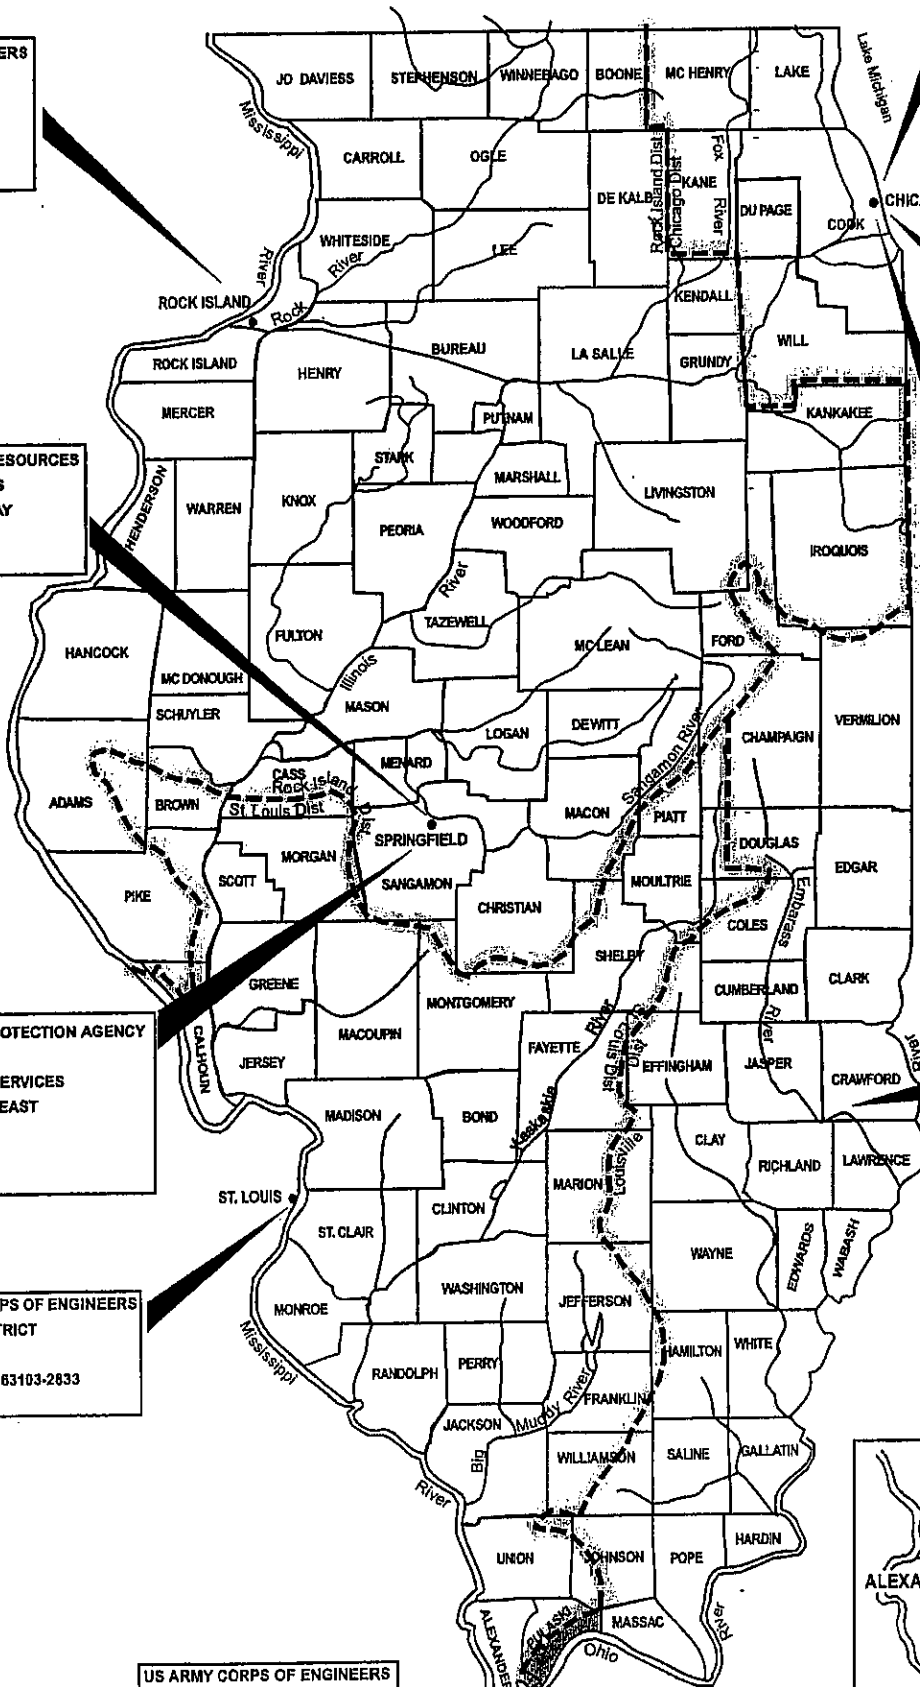 ERS
JO DAVIESS
STEPHENSON
WINNEBAGO
BOONE
MC HENRY
LAKE
Lake Michigan
Mississippi
River
CARROLL
OGLE
DE KALB
Rock Island Dist
Chicago Dist
KANE
Fox
River
DU PAGE
COOK
CHIC
WHITESIDE
River
LEE
ROCK ISLAND
Rock
KENDALL
WILL
ROCK ISLAND
HENRY
BUREAU
LA SALLE
GRUNDY
MERCER
PUTNAM
KANKAKEE
ESOURCES
S
AY
HENDERSON
WARREN
KNOX
STARK
MARSHALL
LIVINGSTON
PEORIA
WOODFORD
IROQUOIS
River
TAZEWELL
HANCOCK
FULTON
MC LEAN
FORD
MC DONOUGH
Illinois
MASON
SCHUYLER
LOGAN
DEWITT
Sangamon River
CHAMPAIGN
VERMILION
CASS
MENARD
Rock Island
Dist
St. Louis Dist
ADAMS
BROWN
MACON
PIATT
SPRINGFIELD
DOUGLAS
EDGAR
MORGAN
SCOTT
SANGAMON
MOULTRIE
PIKE
CHRISTIAN
COLES
Embarass
River
SHELBY
GREENE
MONTGOMERY
CUMBERLAND
CLARK
OTECTION AGENCY
ERVICES
EAST
CALHOUN
JERSEY
MACOUPIN
FAYETTE
River
Kaskaskia
Louis Dist
Dist
EFFINGHAM
JASPER
CRAWFORD
MADISON
BOND
CLAY
Louisville
RICHLAND
LAWRENCE
ST. LOUIS
MARION
CLINTON
ST. CLAIR
WAYNE
EDWARDS
WABASH
PS OF ENGINEERS
TRICT
63103-2833
WASHINGTON
JEFFERSON
MONROE
Mississippi
HAMILTON
WHITE
RANDOLPH
PERRY
FRANKLIN
JACKSON
Big
Muddy River
WILLIAMSON
SALINE
GALLATIN
River
UNION
JOHNSON
POPE
HARDIN
ALEXA
ALEXANDER
PULASKI
MASSAC
Ohio
River
US ARMY CORPS OF ENGINEERS